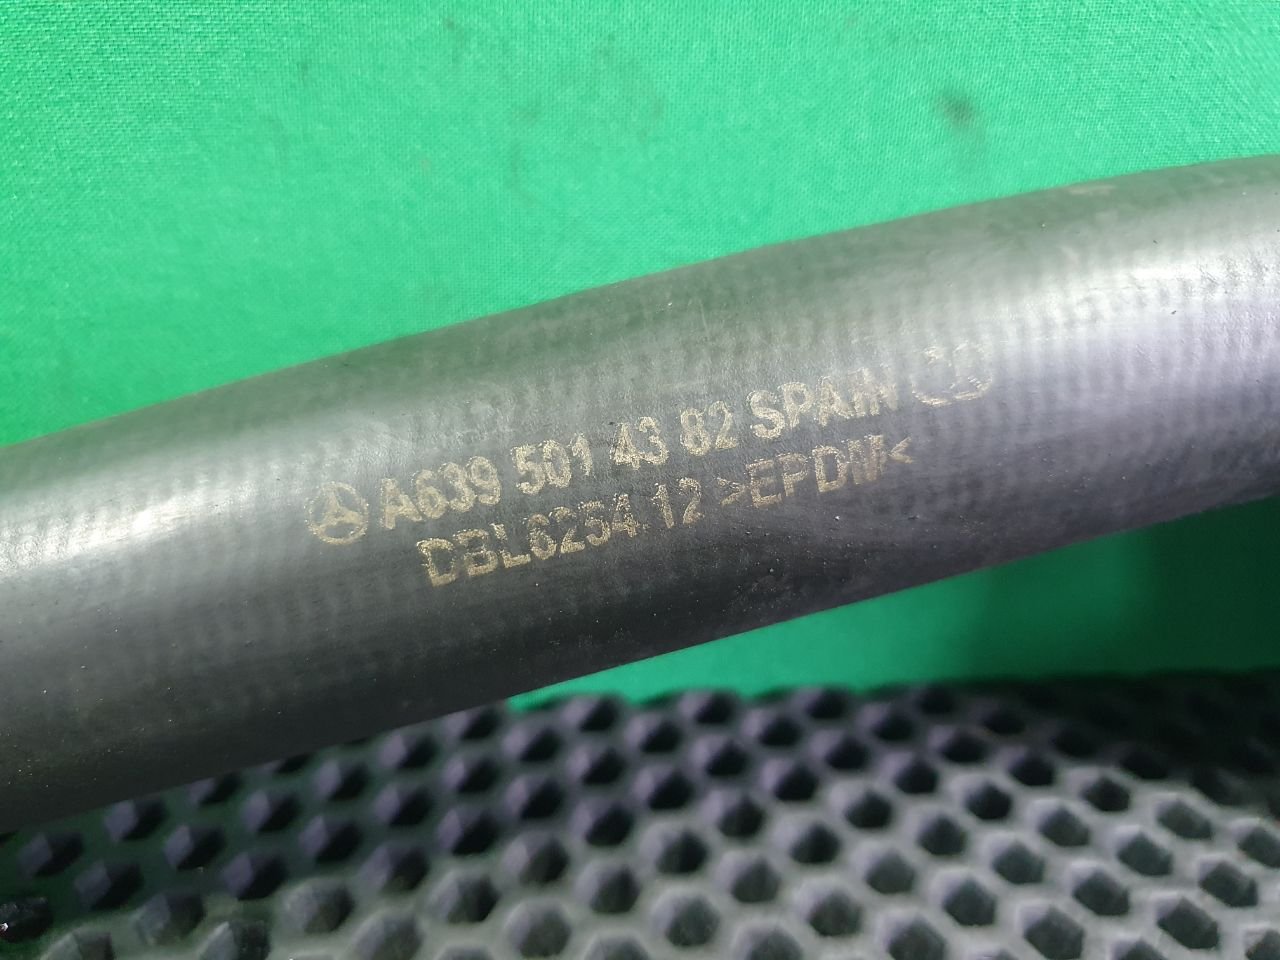 A639 501 43 82 SPAIN
DBL6254.12 >EPDM<